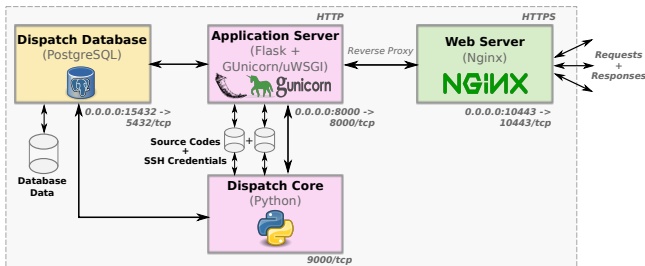 HTTP
HTTPS
Dispatch Database
(PostgreSQL)
Application Server
(Flask +
GUnicorn/uWSGI)
gunicorn
Reverse Proxy
Web Server
(Nginx)
NGINX
Requests
+
Responses
0.0.0.0:15432 ->
5432/tcp
0.0.0.0:8000 ->
8000/tcp
0.0.0.0:10443 ->
10443/tcp
Source Codes
+
SSH Credentials
+
Database
Data
Dispatch Core
(Python)
9000/tcp